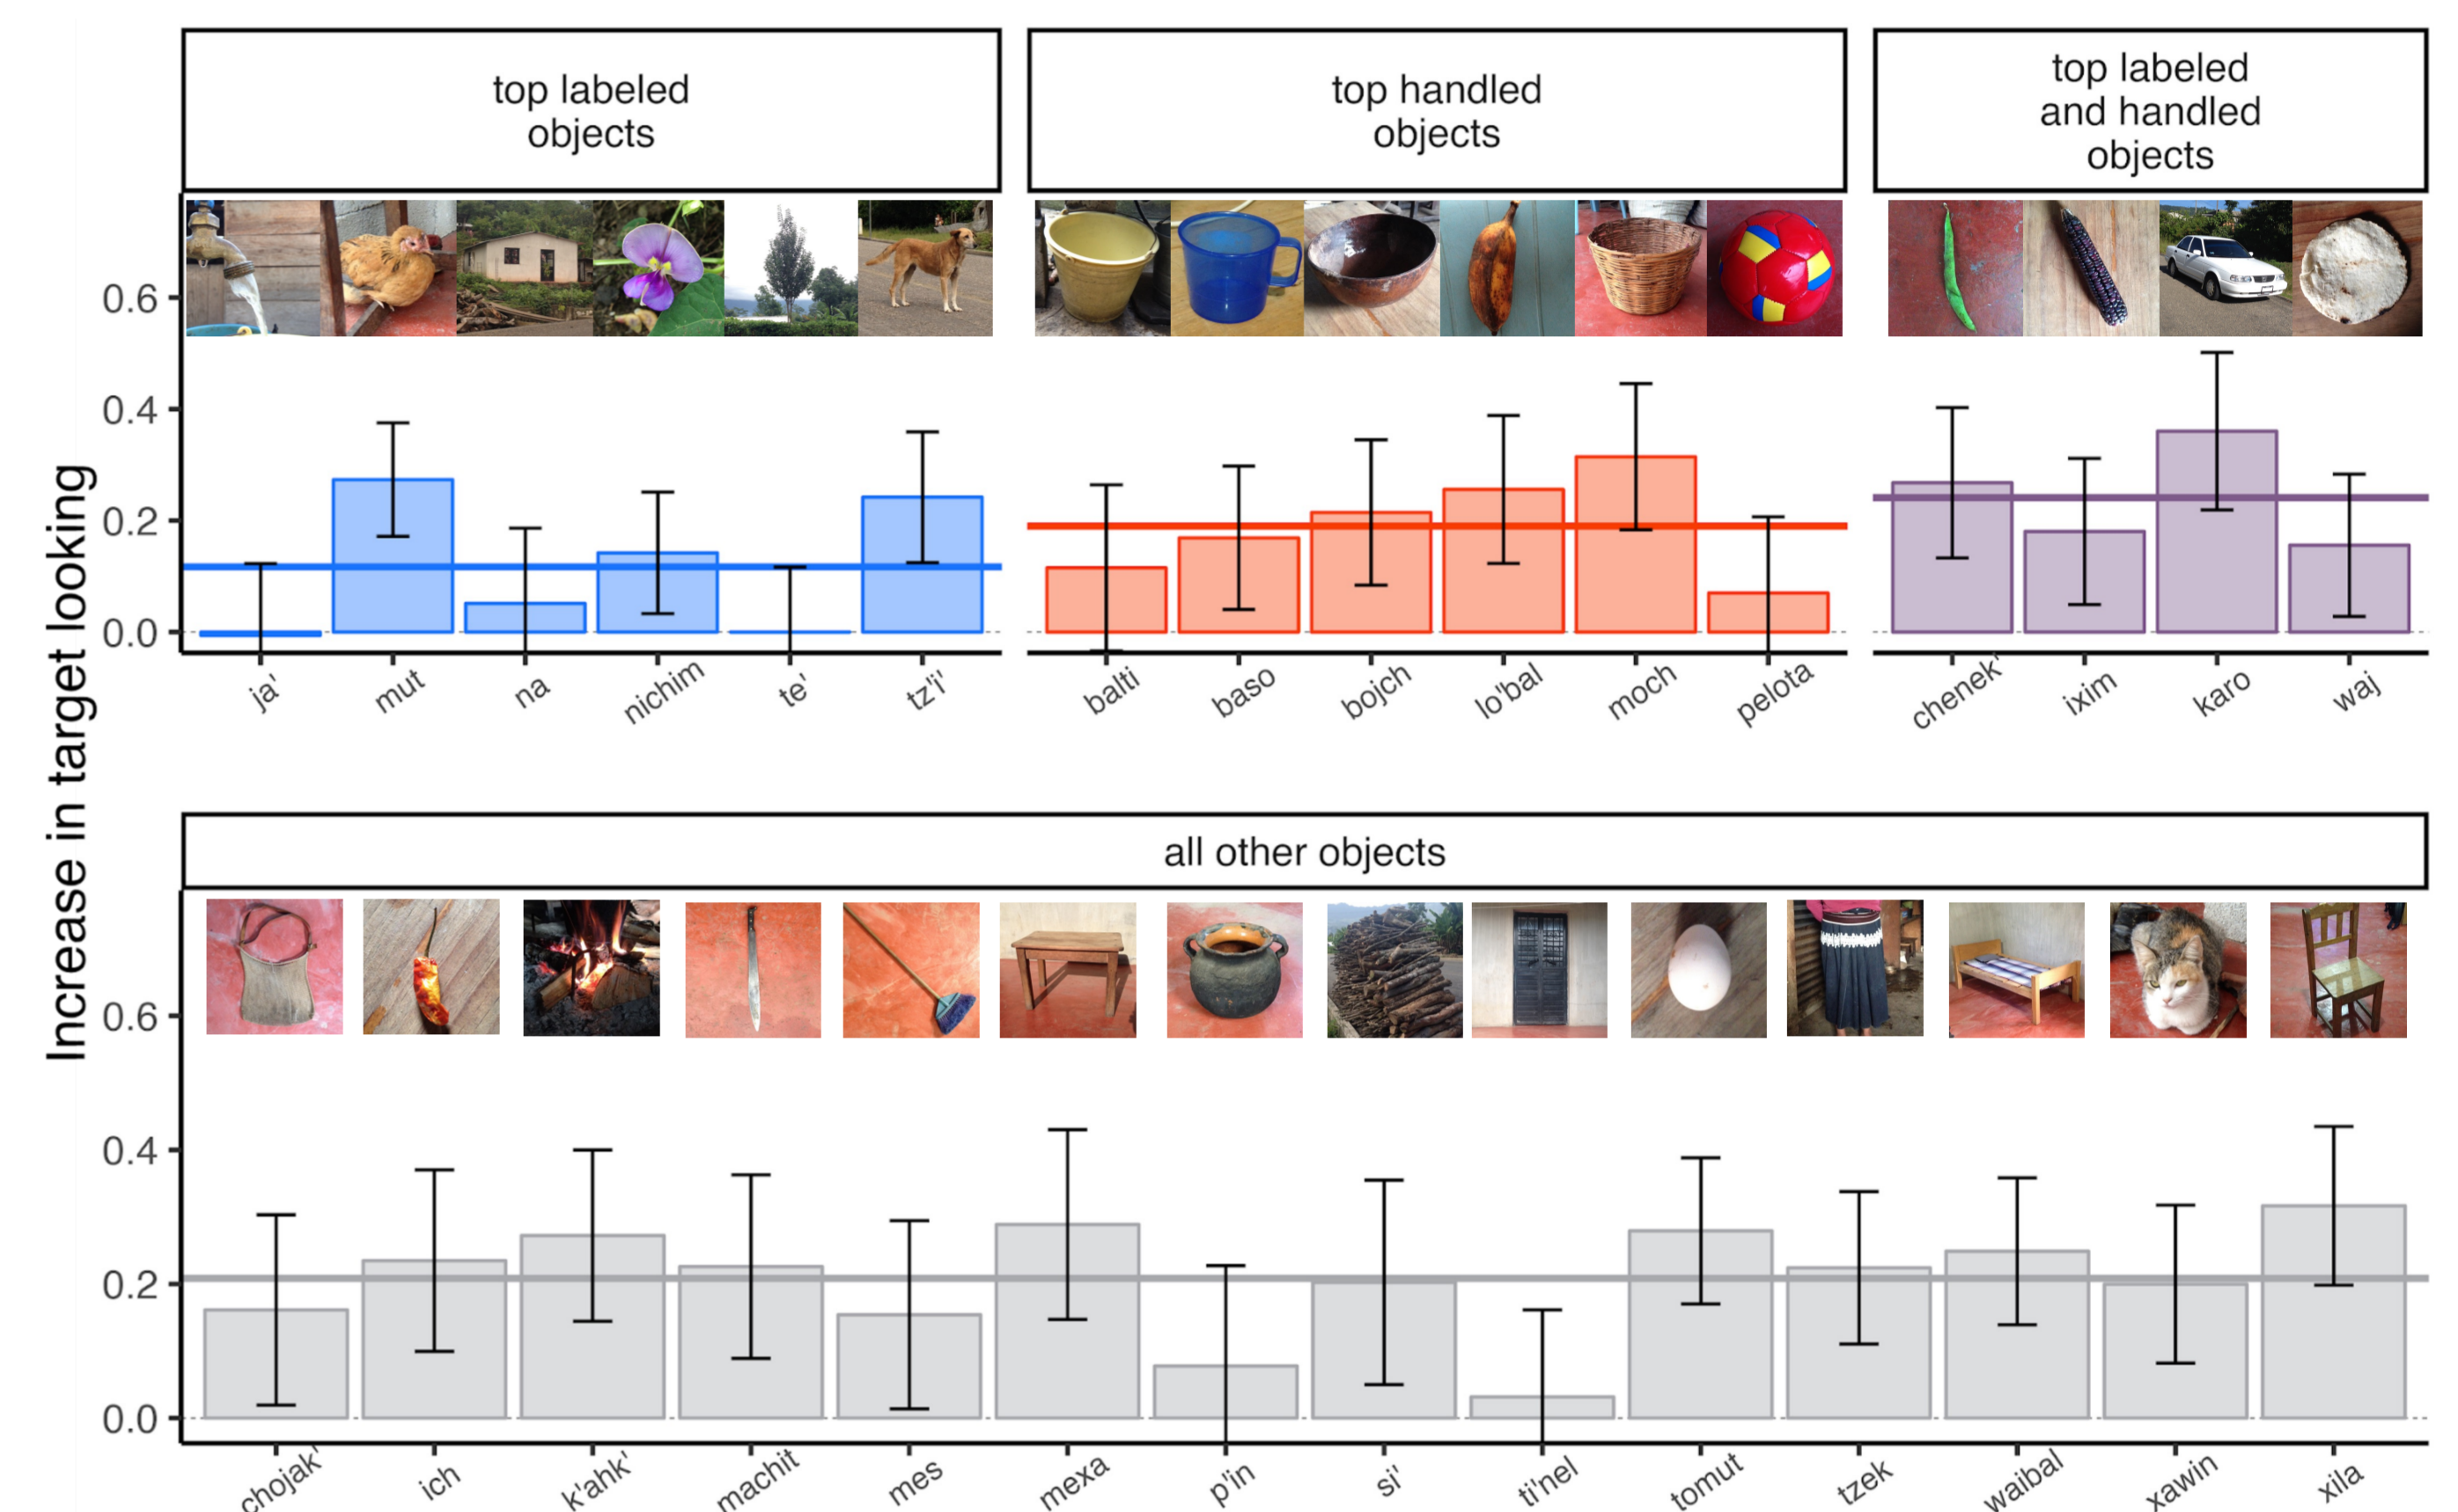 top labeled
objects
top handled
objects
top labeled
and handled
objects
Increase in target looking
0.6
0.4
0.2
0.0
ja' mut na nichim te' tz'i' balti baso bojch lo'bal moch pelota chenek' ixim karo waj
all other objects
0.6
0.4
0.2
0.0
chojak' ich k'ahk' machit mes mexa p'in si' ti'nel tomut tzek waibal xawin xila